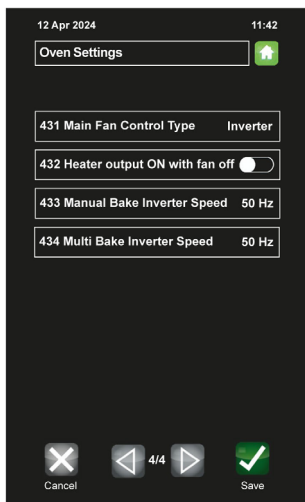 12 Apr 2024 11:42
Oven Settings
431 Main Fan Control Type Inverter
432 Heater output ON with fan off
433 Manual Bake Inverter Speed 50 Hz
434 Multi Bake Inverter Speed 50 Hz
4/4
Cancel Save